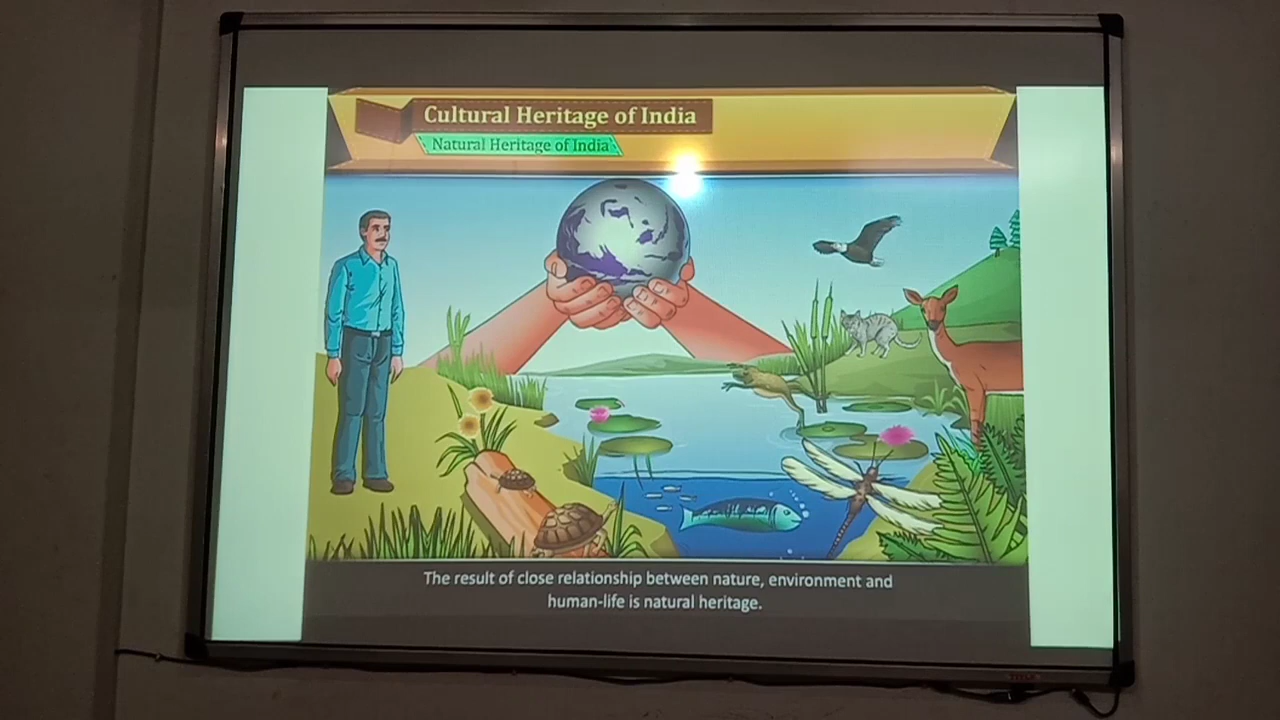 Cultural Heritage of India
Natural Heritage of India
The result of close relationship between nature, environment and
human-life is natural heritage.